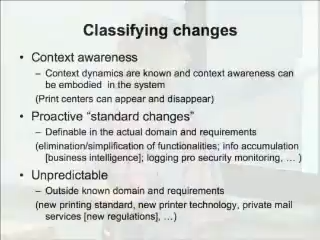 Classifying changes
• Context awareness
– Context dynamics are known and context awareness can
be embodied in the system
(Print centers can appear and disappear)
• Proactive “standard changes”
– Definable in the actual domain and requirements
(elimination/simplification of functionalities; info accumulation
[business intelligence]; logging pro security monitoring, … )
• Unpredictable
– Outside known domain and requirements
(new printing standard, new printer technology, private mail
services [new regulations], …)